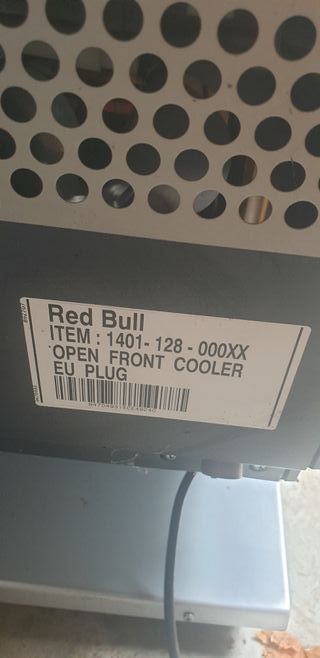 Red Bull
ITEM : 1401- 128 - 000XX
OPEN FRONT COOLER
EU PLUG